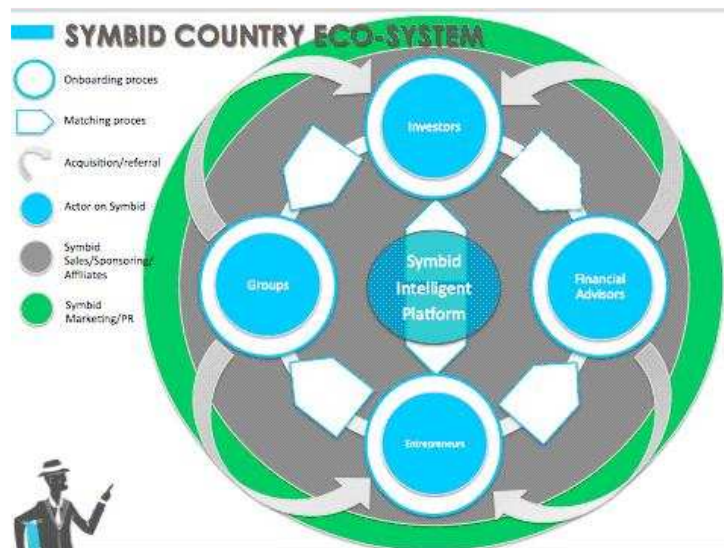 SYMBID COUNTRY ECO-SYSTEM
Onboarding proces
Matching proces
Acquisition/referral
Actor on Symbid
Symbid
Sales/Sponsoring/
Affiliates
Symbid
Marketing/PR
Investors
Groups
Symbid
Intelligent
Platform
Financial
Advisors
Entrepreneurs